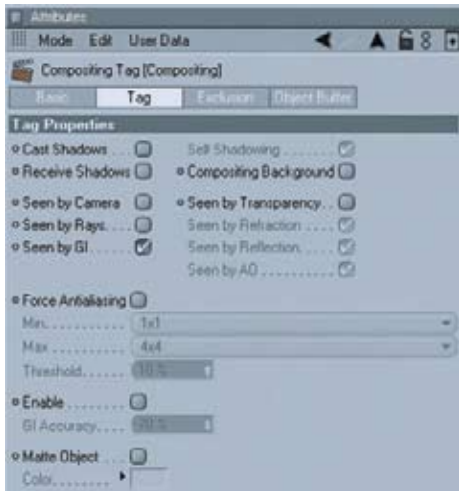 Attributes
Mode Edit User Data
Compositing Tag [Compositing]
Basic Tag Exclusion Object Buffer
Tag Properties
Cast Shadows Self Shadowing
Receive Shadows Compositing Background
Seen by Camera Seen by Transparency
Seen by Rays Seen by Refraction
Seen by GI Seen by Reflection
Seen by AO
Force Antialiasing
Min 1x1
Max 4x4
Threshold 10 %
Enable
GI Accuracy 70 %
Matte Object
Color